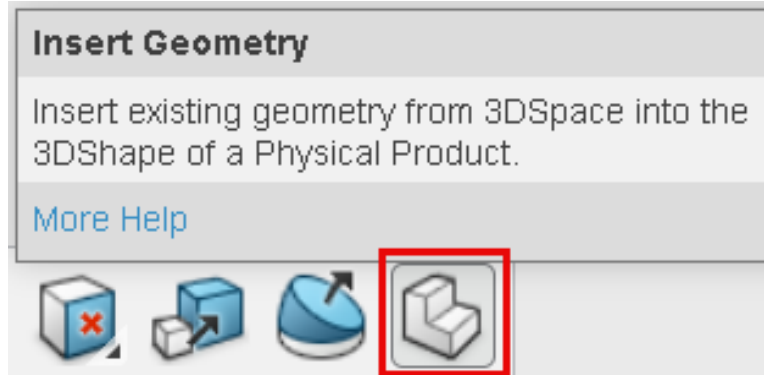 Insert Geometry
Insert existing geometry from 3DSpace into the
3DShape of a Physical Product.
More Help